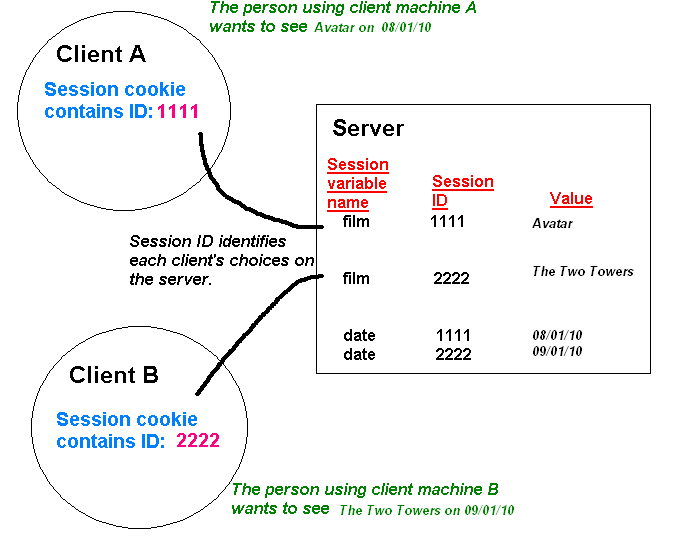 The person using client machine A
wants to see Avatar on 08/01/10
Client A
Session cookie
contains ID: 1111
Server
Session
variable
name
Session
ID
Value
film 1111 Avatar
Session ID identifies
each client's choices on
the server.
film 2222 The Two Towers
date 1111 08/01/10
date 2222 09/01/10
Client B
Session cookie
contains ID: 2222
The person using client machine B
wants to see The Two Towers on 09/01/10